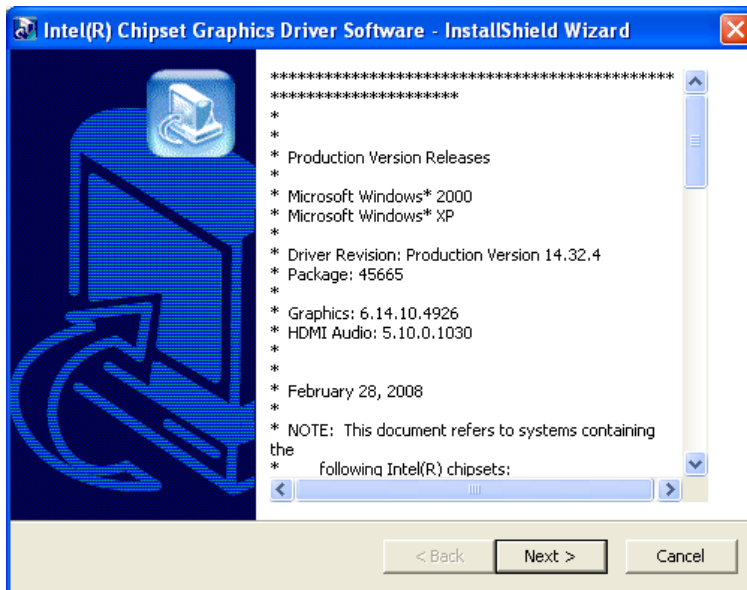 Intel(R) Chipset Graphics Driver Software - InstallShield Wizard
*********************************************
*********************
*
*
* Production Version Releases
*
* Microsoft Windows* 2000
* Microsoft Windows* XP
*
* Driver Revision: Production Version 14.32.4
* Package: 45665
*
* Graphics: 6.14.10.4926
* HDMI Audio: 5.10.0.1030
*
*
* February 28, 2008
*
* NOTE:  This document refers to systems containing
the
*       following Intel(R) chipsets:
< Back
Next >
Cancel